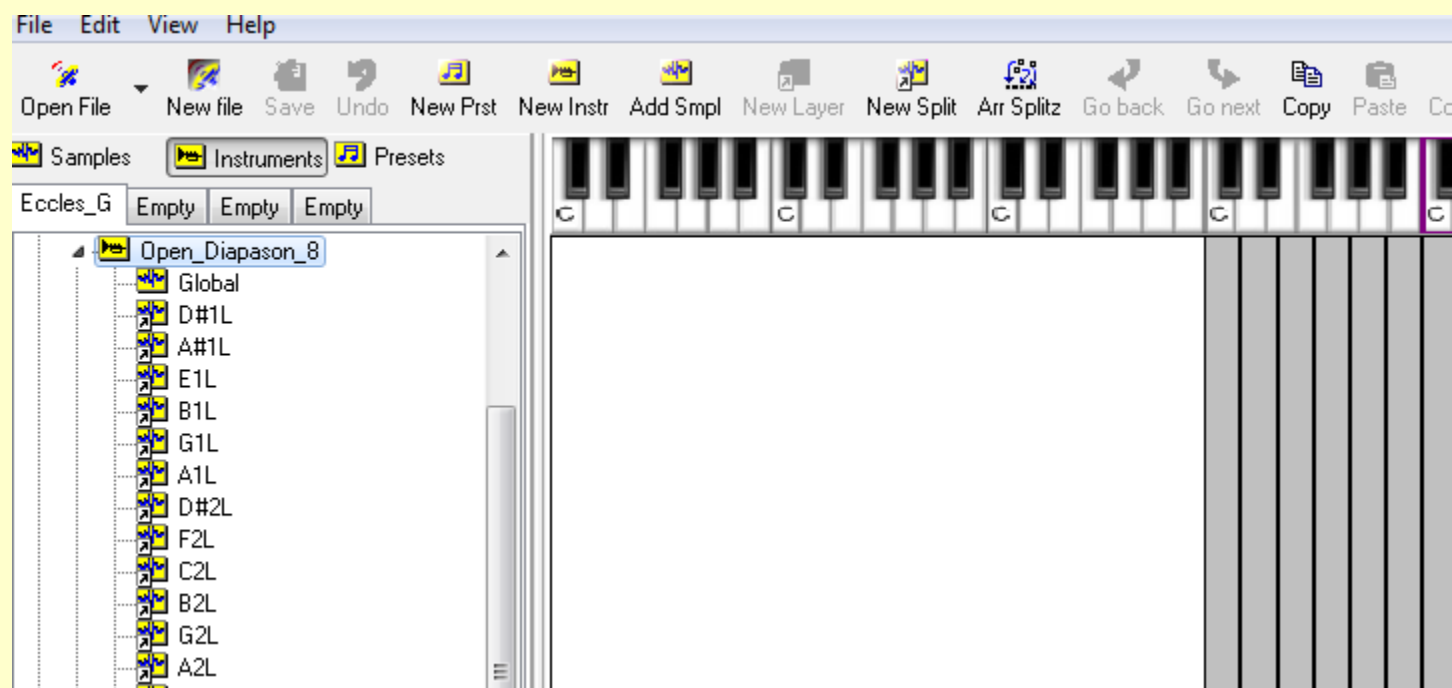 File Edit View Help
Open File New file Save Undo New Prst New Instr Add Smpl New Layer New Split Arr Splitz Go back Go next Copy Paste
Samples Instruments Presets
C C C C C
Eccles_G Empty Empty Empty
Open_Diapason_8
Global
D#1L
A#1L
E1L
B1L
G1L
A1L
D#2L
F2L
C2L
B2L
G2L
A2L